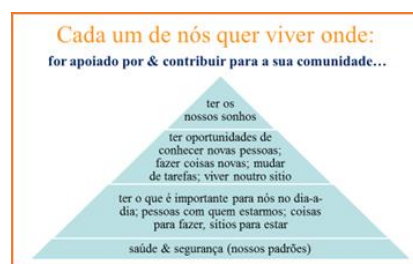 Cada um de nós quer viver onde:
for apoiado por & contribuir para a sua comunidade...
ter os
nossos sonhos
ter oportunidades de
conhecer novas pessoas;
fazer coisas novas; mudar
de tarefas; viver noutro sitio
ter o que é importante para nós no dia-a-
dia; pessoas com quem estarmos; coisas
para fazer, sítios para estar
saúde & segurança (nossos padrões)